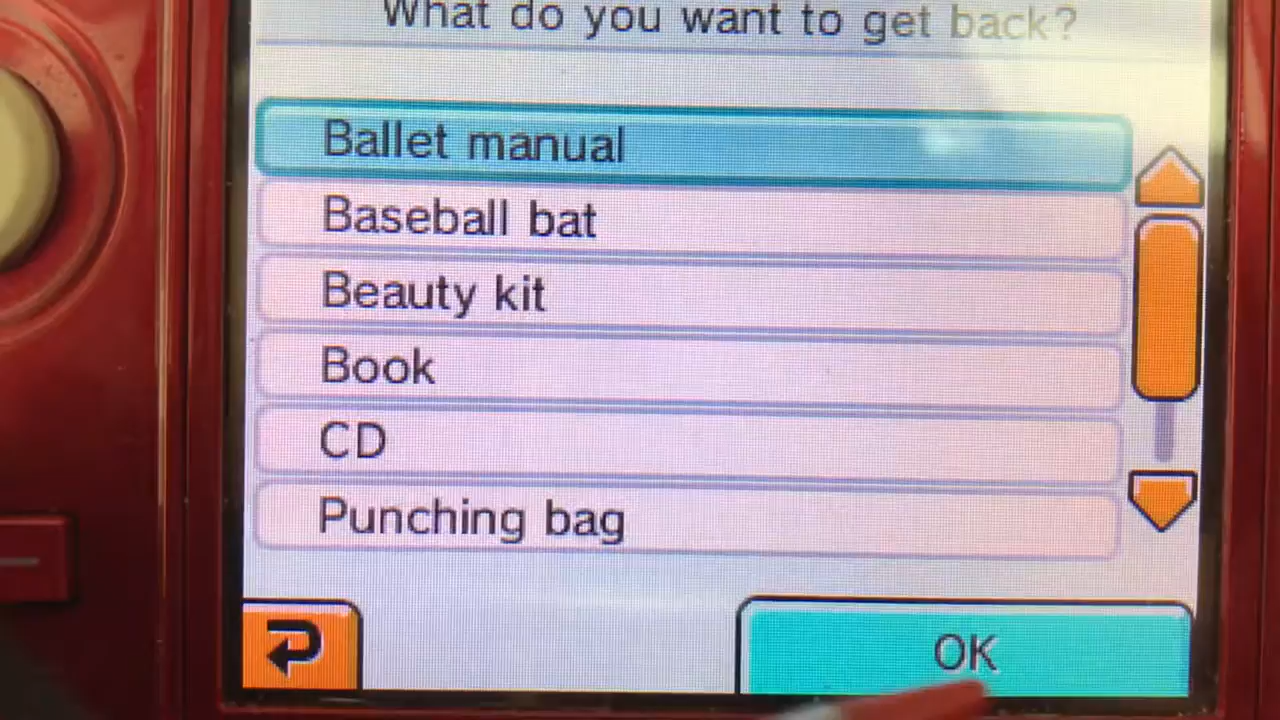 What do you want to get back?
Ballet manual
Baseball bat
Beauty kit
Book
CD
Punching bag
OK